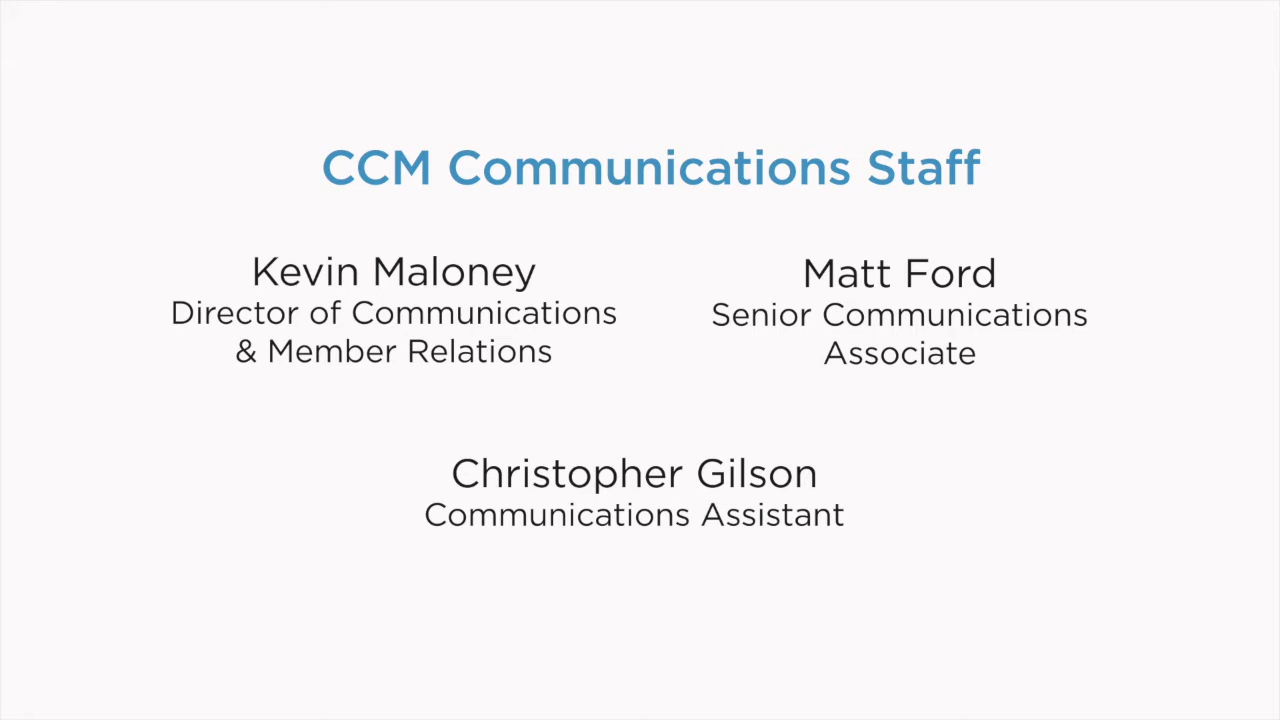 CCM Communications Staff
Kevin Maloney
Director of Communications
& Member Relations
Matt Ford
Senior Communications
Associate
Christopher Gilson
Communications Assistant